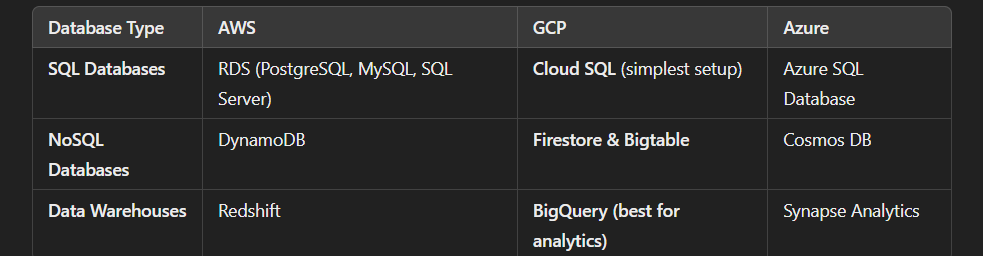 Database Type AWS GCP Azure
SQL Databases RDS (PostgreSQL, MySQL, SQL Cloud SQL (simplest setup) Azure SQL
Server) Database
NoSQL DynamoDB Firestore & Bigtable Cosmos DB
Databases
Data Warehouses Redshift BigQuery (best for Synapse Analytics
analytics)